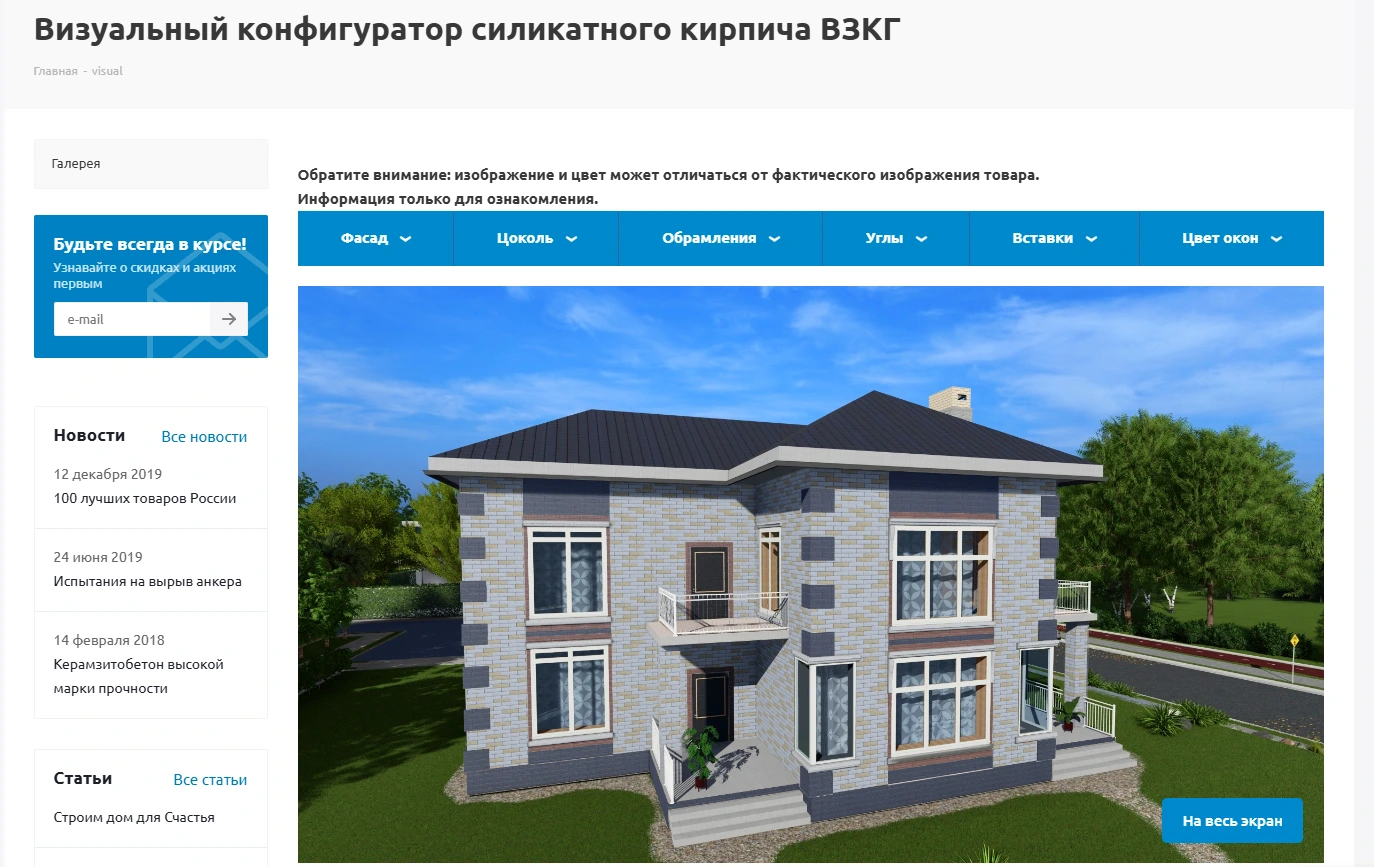 Визуальный конфигуратор силикатного кирпича ВЗКГ
Главная - visual
Галерея
Будьте всегда в курсе!
Узнавайте о скидках и акциях
первым
e-mail
Новости Все новости
12 декабря 2019
100 лучших товаров России
24 июня 2019
Испытания на вырыв анкера
14 февраля 2018
Керамзитобетон высокой
марки прочности
Статьи Все статьи
Строим дом для Счастья
Обратите внимание: изображение и цвет может отличаться от фактического изображения товара.
Информация только для ознакомления.
Фасад Цоколь Обрамления Углы Вставки Цвет окон
На весь экран